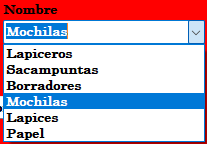 Nombre
Mochilas
Lapiceros
Sacampuntas
Borradores
Mochilas
Lapices
Papel